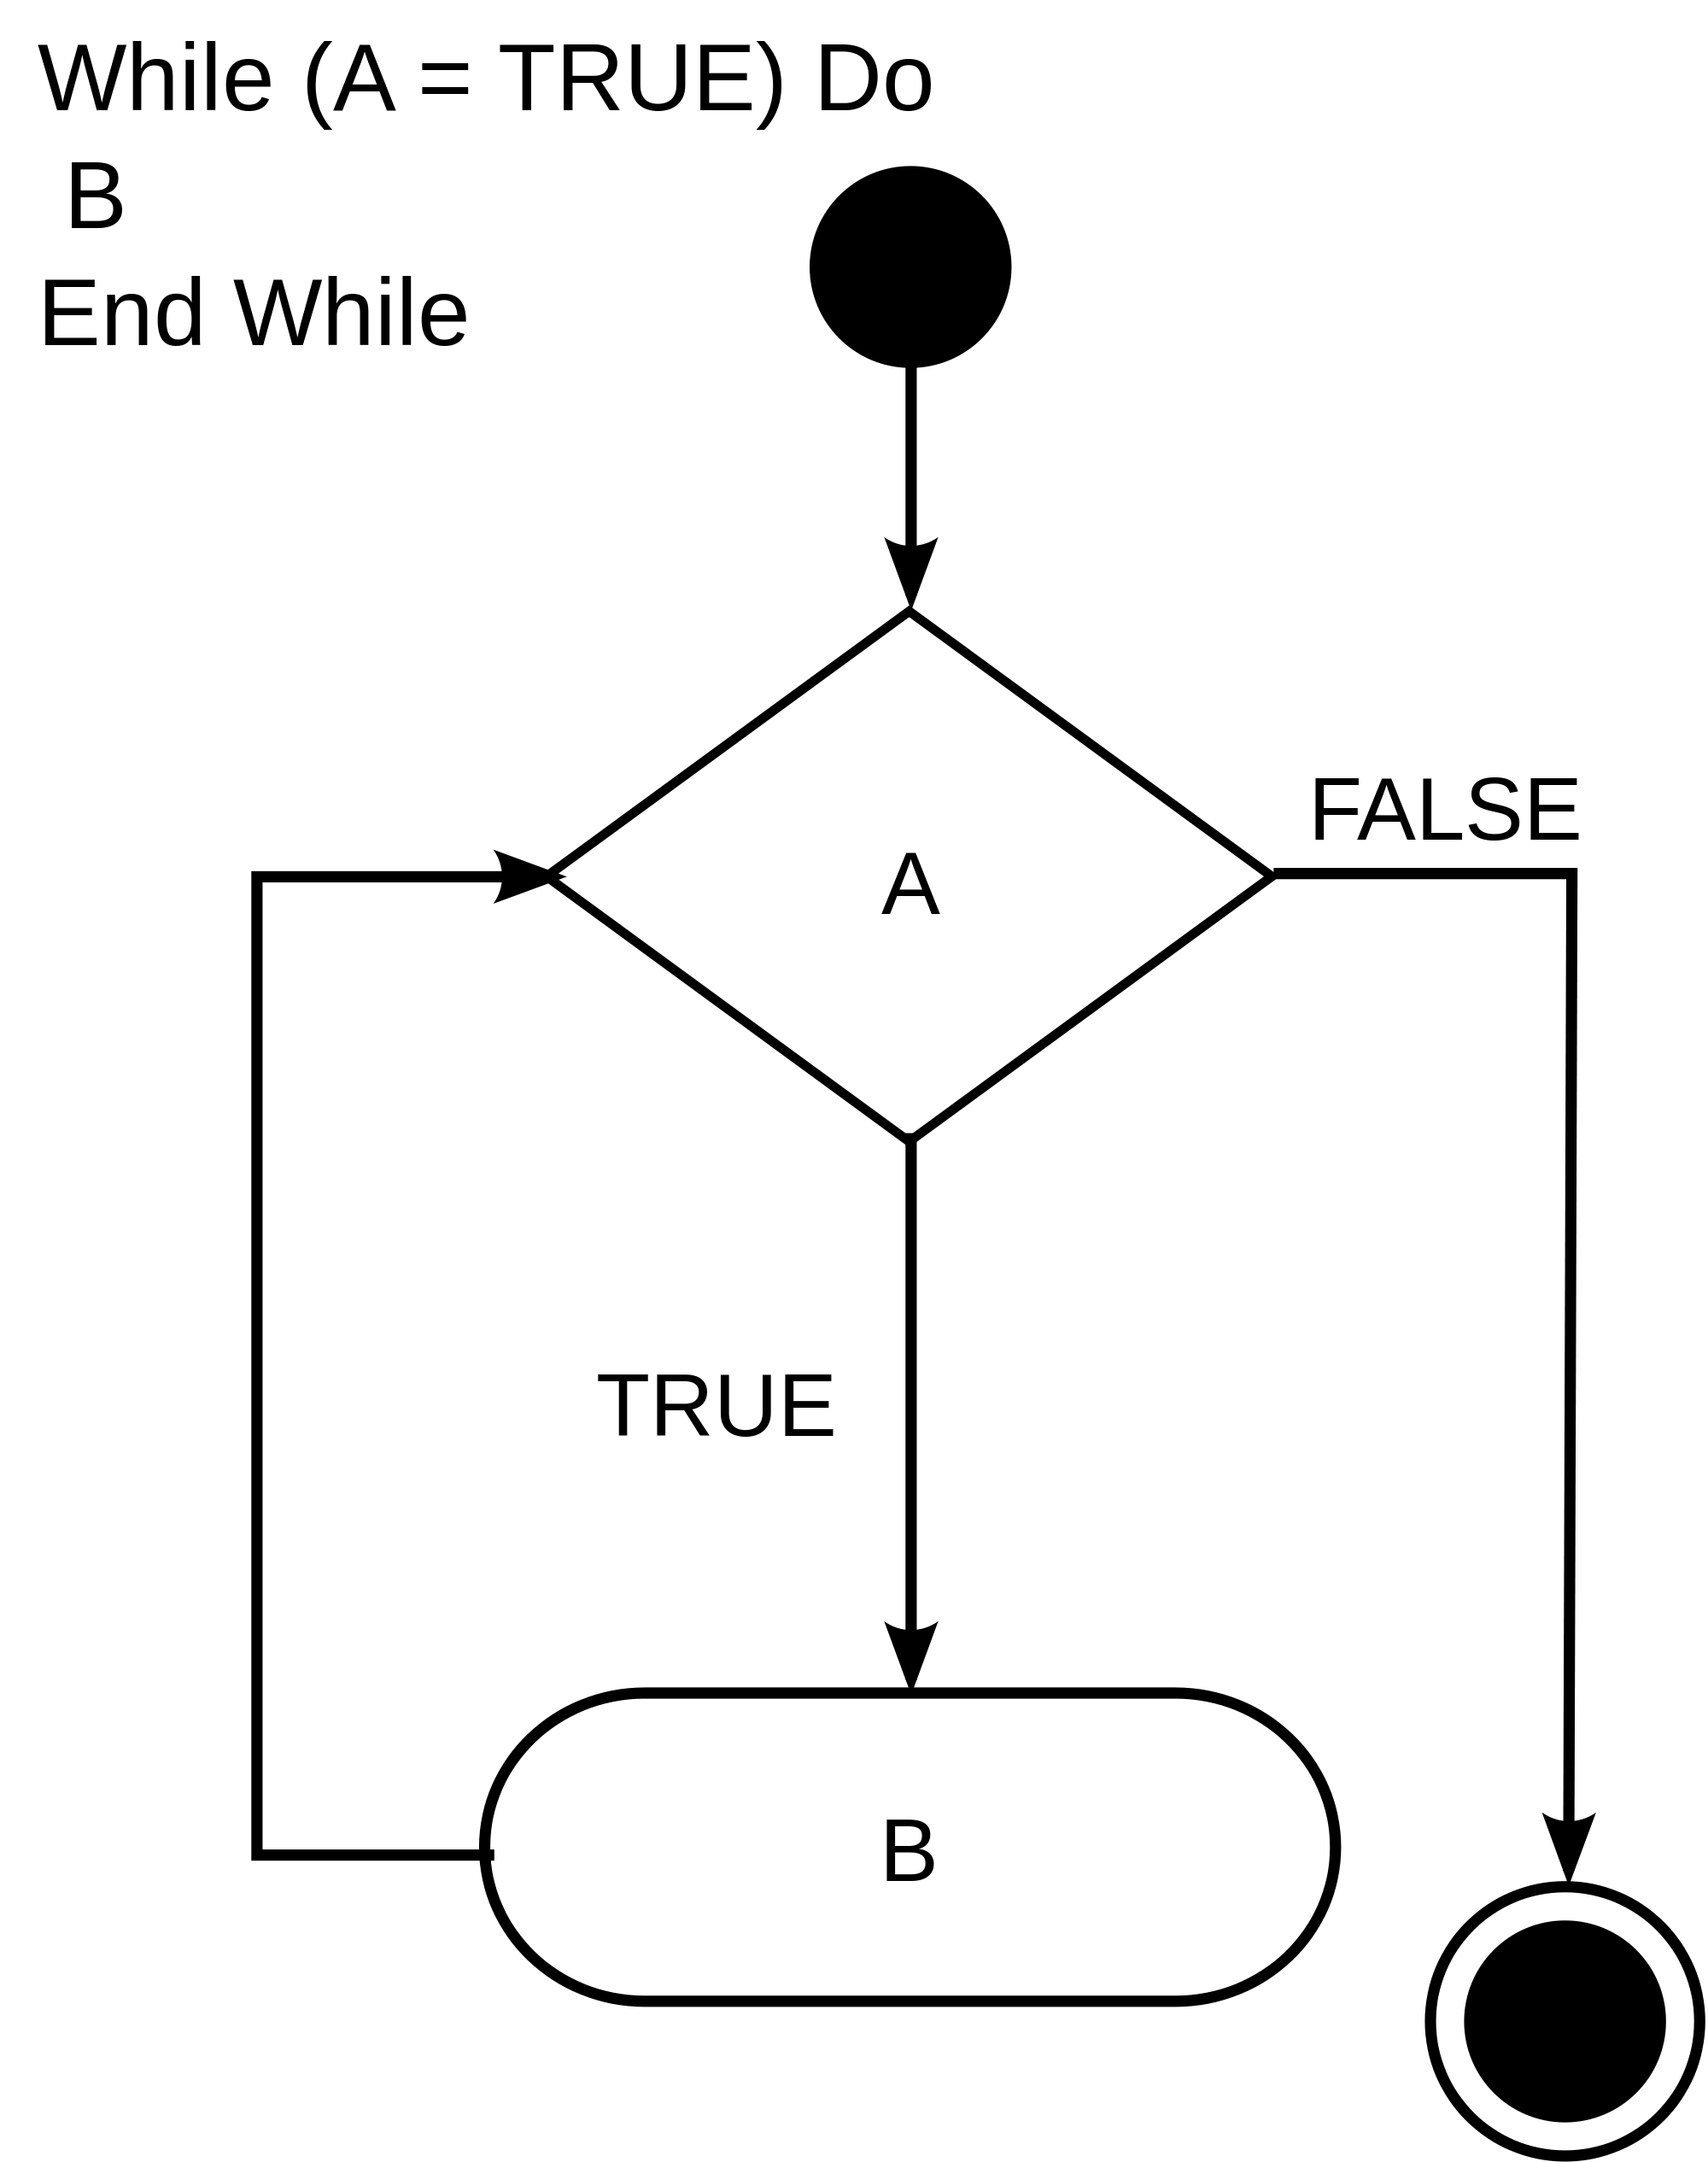 While (A = TRUE) Do
B
End While
A
FALSE
TRUE
B